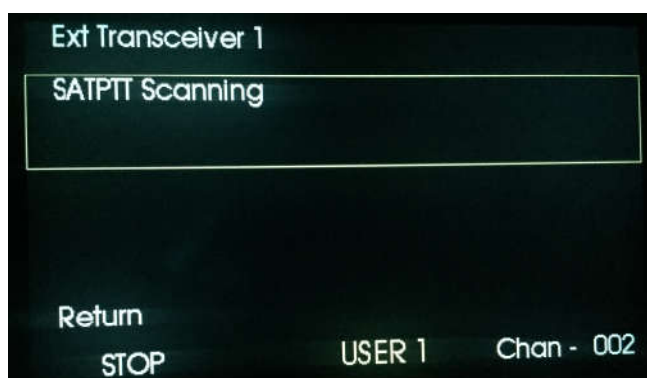 Ext Transceiver 1
SATPTT Scanning
Return
STOP USER 1 Chan - 002